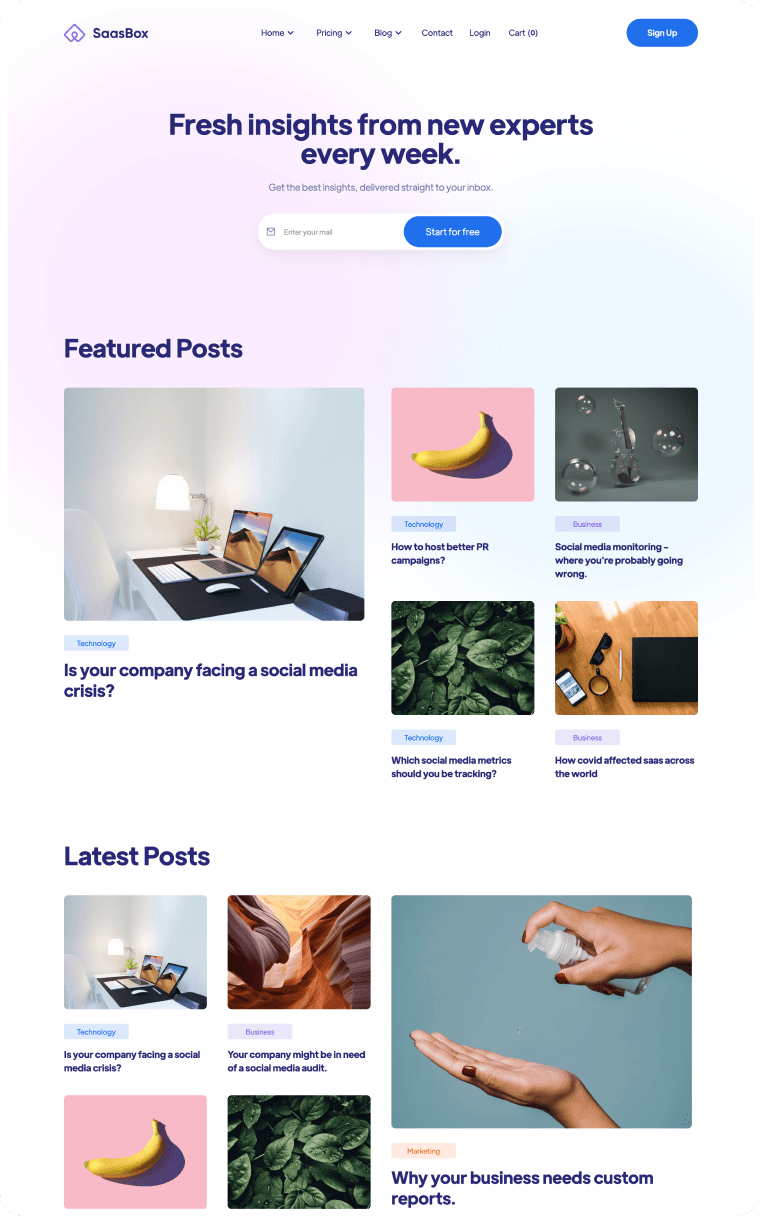 SaasBox
Home
Pricing
Blog
Contact
Login
Cart (0)
Sign Up
Fresh insights from new experts
every week.
Get the best insights, delivered straight to your inbox.
Enter your mail
Start for free
Featured Posts
Technology
Is your company facing a social media
crisis?
Technology
How to host better PR
campaigns?
Business
Social media monitoring –
where you're probably going
wrong.
Technology
Which social media metrics
should you be tracking?
Business
How covid affected saas across
the world
Latest Posts
Technology
Is your company facing a social
media crisis?
Business
Your company might be in need
of a social media audit.
Marketing
Why your business needs custom
reports.